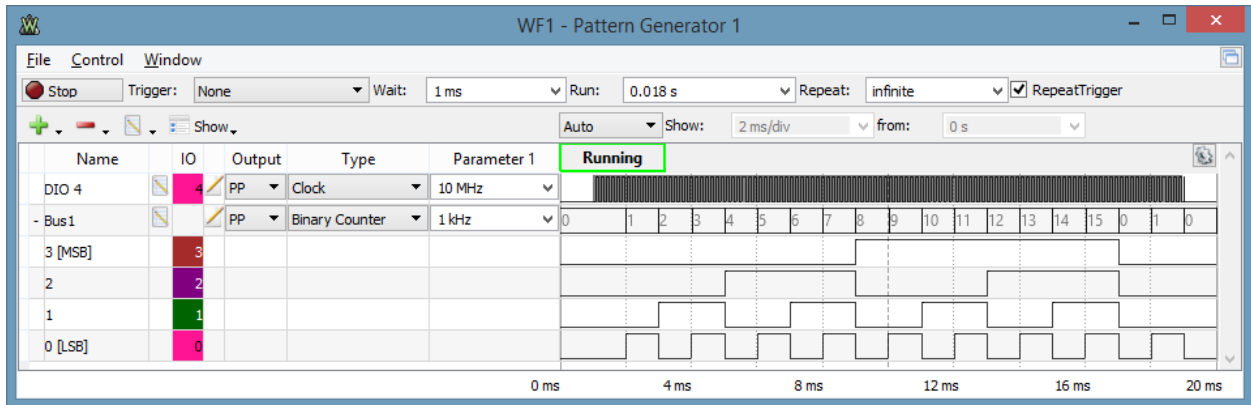 WF1 - Pattern Generator 1
File Control Window
Stop Trigger: None Wait: 1 ms Run: 0.018 s Repeat: infinite RepeatTrigger
Show Auto Show: 2 ms/div from: 0 s
Name IO Output Type Parameter 1 Running
DIO 4 4 PP Clock 10 MHz
- Bus1 PP Binary Counter 1 kHz 0 1 2 3 4 5 6 7 8 9 10 11 12 13 14 15 0 1 0
3 [MSB] 3
2 2
1 1
0 [LSB] 0
0 ms 4 ms 8 ms 12 ms 16 ms 20 ms